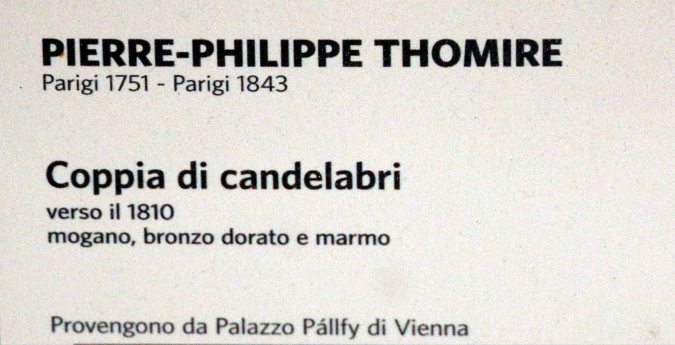 PIERRE-PHILIPPE THOMIRE
Parigi 1751 - Parigi 1843
Coppia di candelabri
verso il 1810
mogano, bronzo dorato e marmo
Provengono da Palazzo Pállfy di Vienna